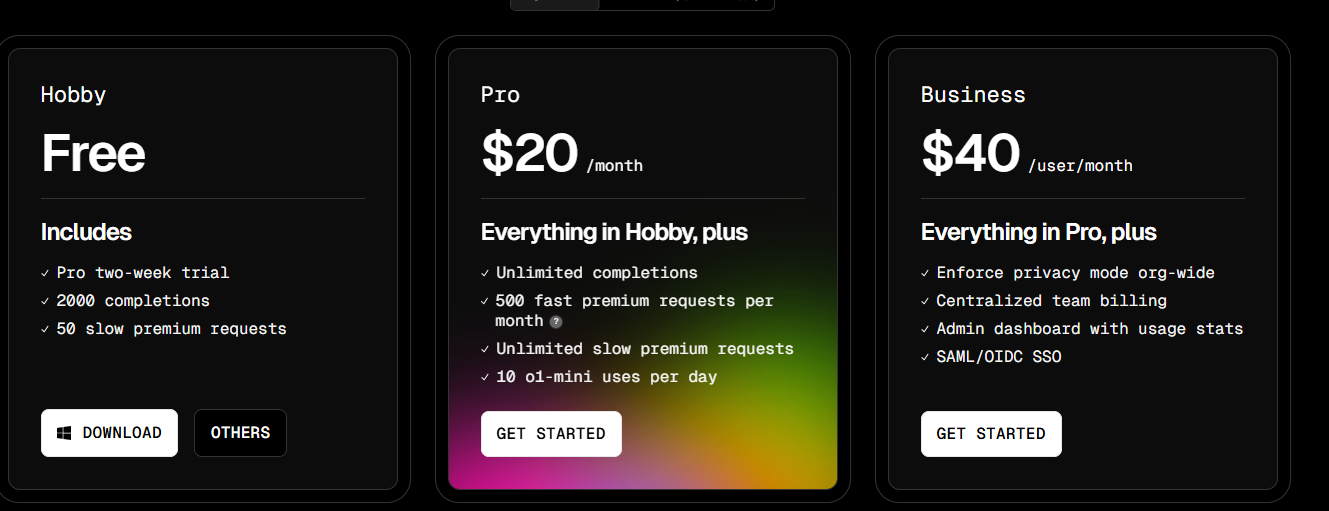 Hobby
Free
Includes
✓ Pro two-week trial
✓ 2000 completions
✓ 50 slow premium requests
DOWNLOAD
OTHERS
Pro
$20 /month
Everything in Hobby, plus
✓ Unlimited completions
✓ 500 fast premium requests per
month ?
✓ Unlimited slow premium requests
✓ 10 o1-mini uses per day
GET STARTED
Business
$40 /user/month
Everything in Pro, plus
✓ Enforce privacy mode org-wide
✓ Centralized team billing
✓ Admin dashboard with usage stats
✓ SAML/OIDC SSO
GET STARTED